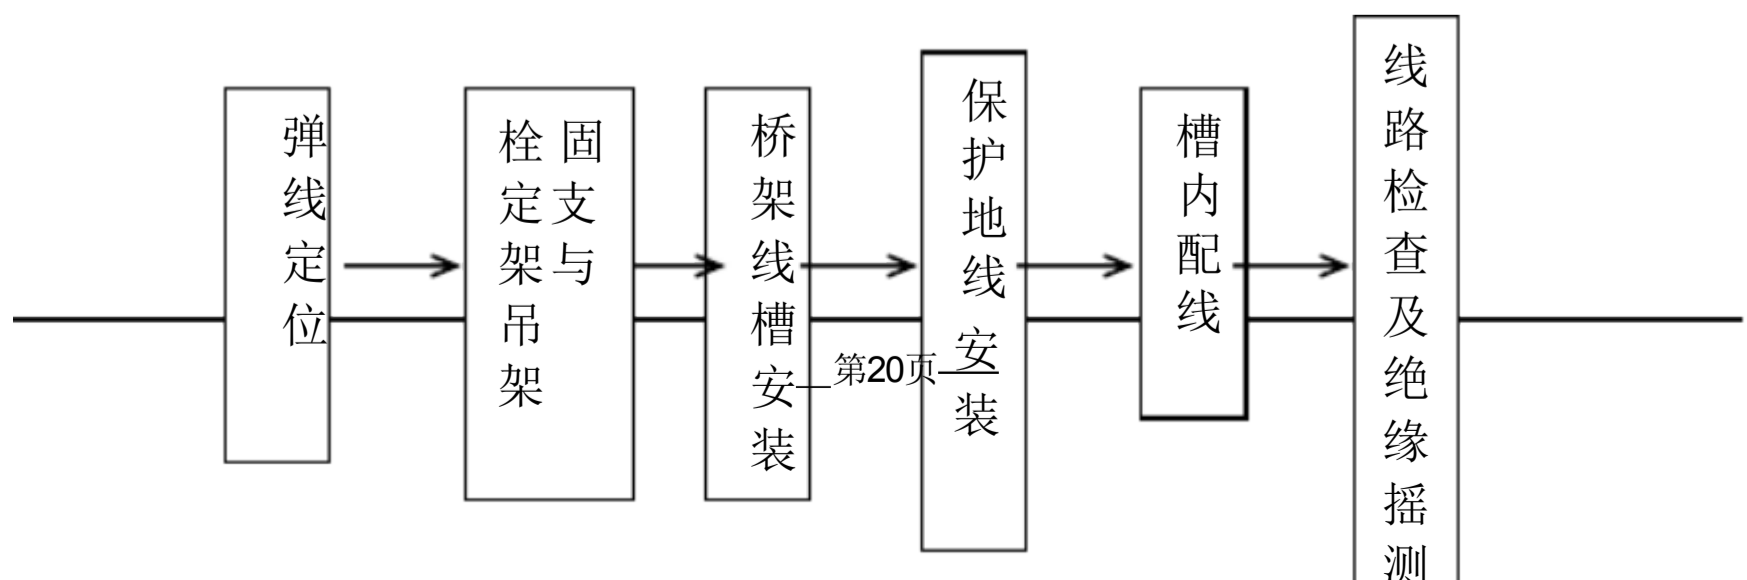 弹线定位
栓固定支架与吊架
桥架线槽安装
保护地线安装
槽内配线
线路检查及绝缘摇测
第20页